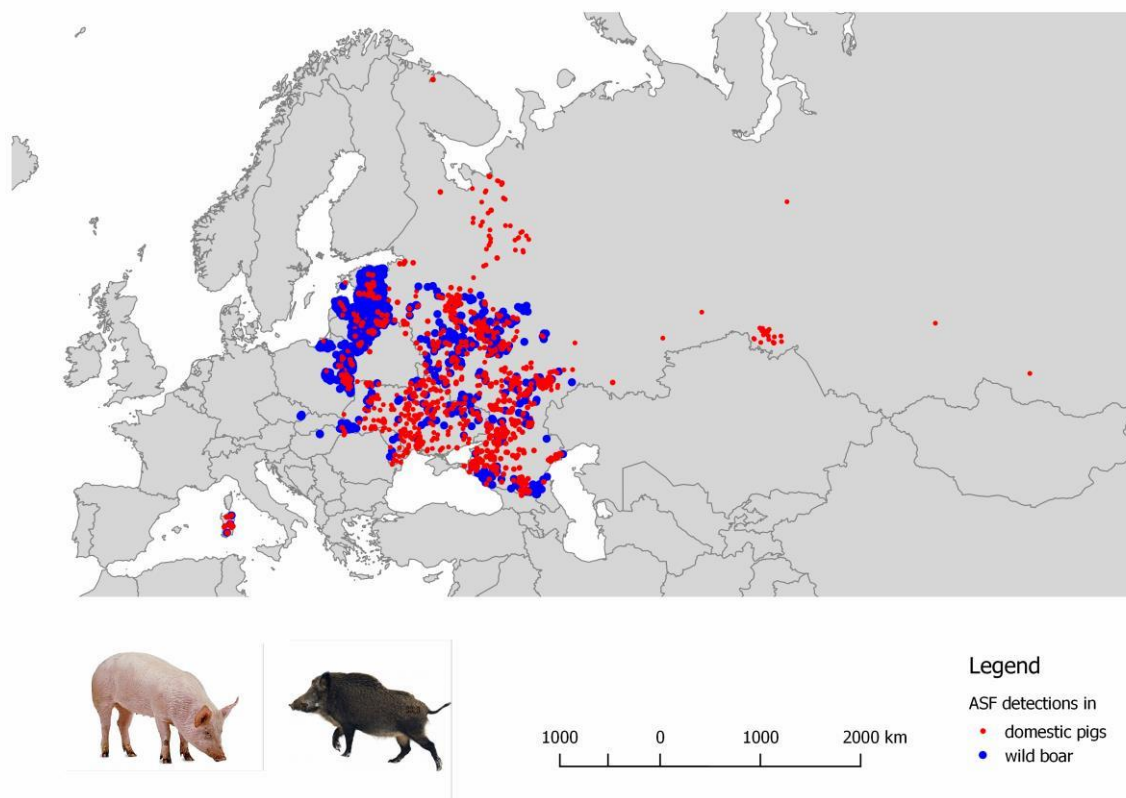 Legend
ASF detections in
domestic pigs
wild boar
1000 0 1000 2000 km